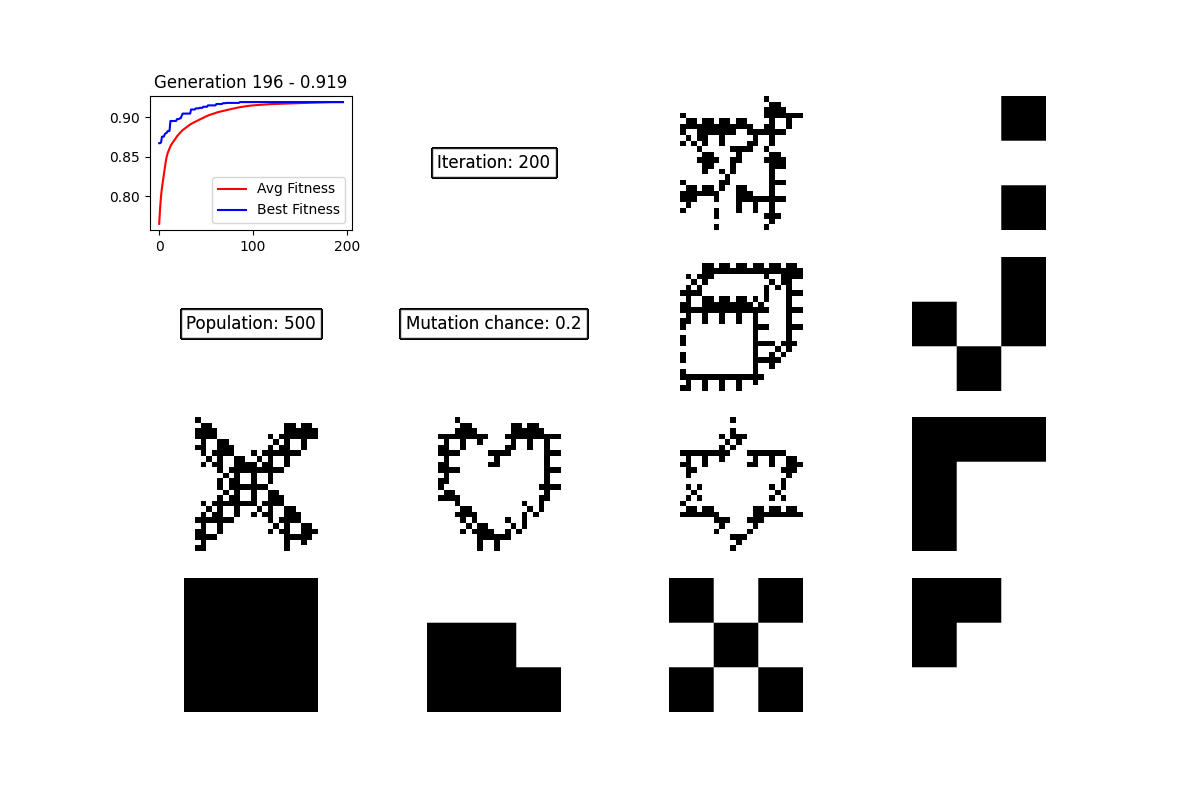 Generation 196 - 0.919
0.90
0.85
0.80
Avg Fitness
Best Fitness
0
100
200
Iteration: 200
Population: 500
Mutation chance: 0.2